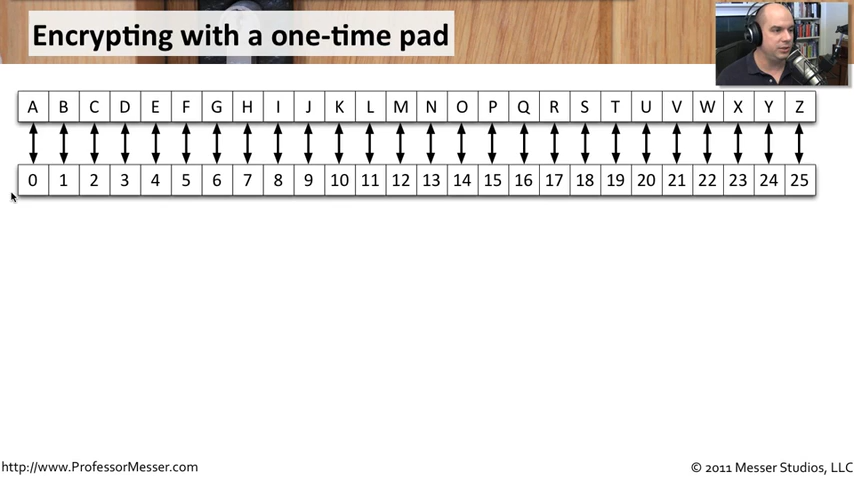 Encrypting with a one-time pad
A B C D E F G H I J K L M N O P Q R S T U V W X Y Z
0 1 2 3 4 5 6 7 8 9 10 11 12 13 14 15 16 17 18 19 20 21 22 23 24 25
http://www.ProfessorMesser.com
© 2011 Messer Studios, LLC